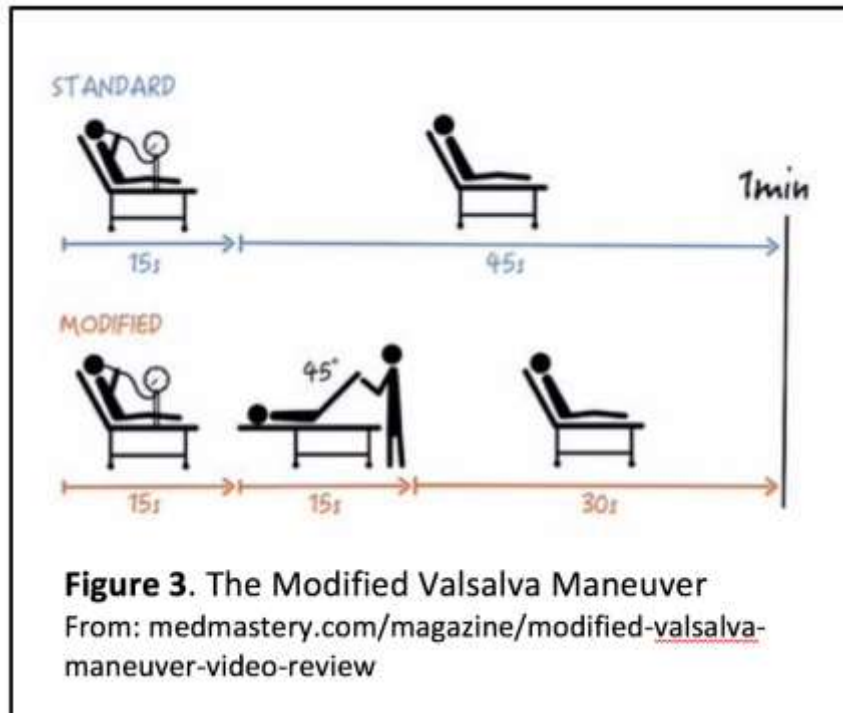 STANDARD
1min
15s
45s
MODIFIED
45°
15s
15s
30s
Figure 3. The Modified Valsalva Maneuver
From: medmastery.com/magazine/modified-valsalva-
maneuver-video-review